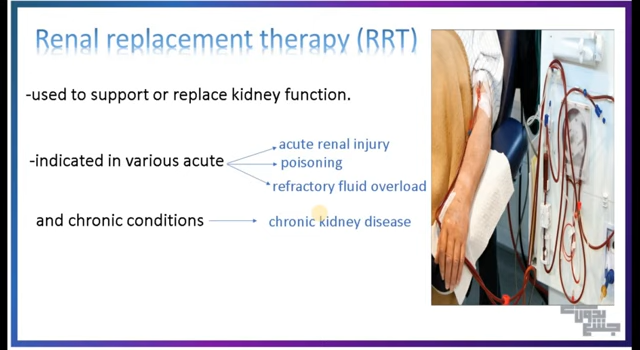 Renal replacement therapy (RRT)
-used to support or replace kidney function.
-indicated in various acute
acute renal injury
poisoning
refractory fluid overload
and chronic conditions
chronic kidney disease